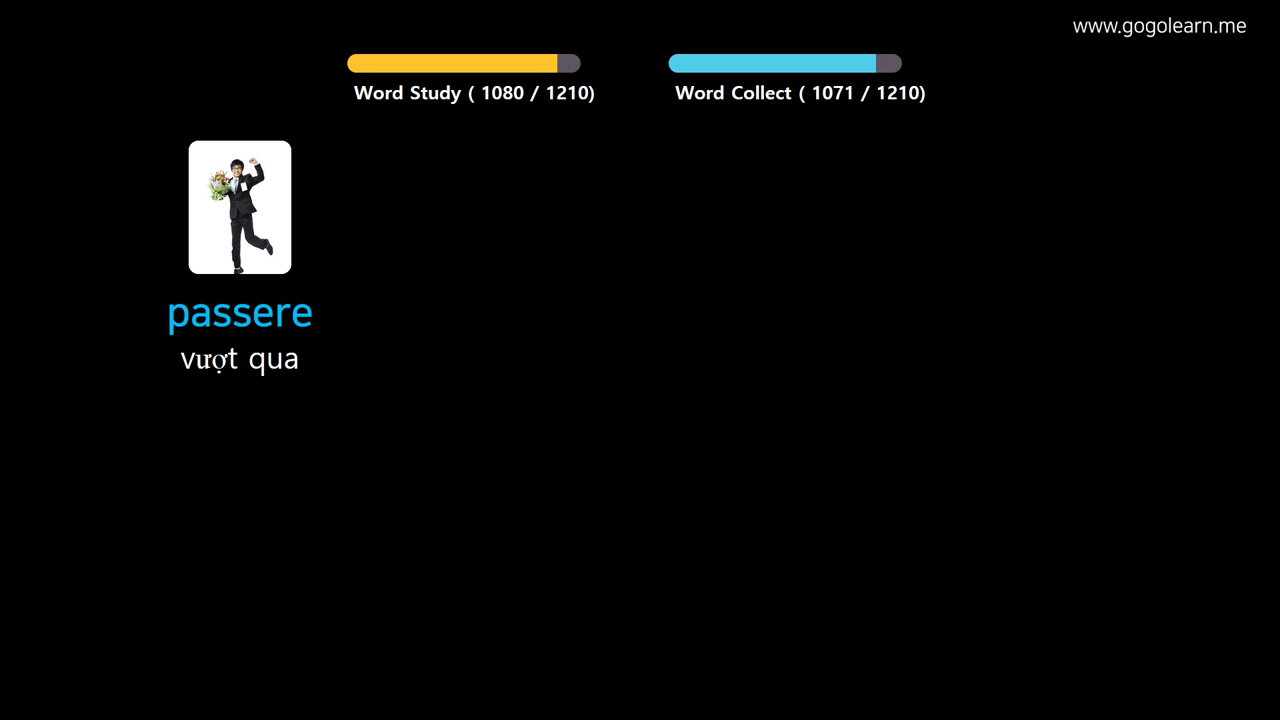 www.gogolearn.me
Word Study ( 1080 / 1210)
Word Collect ( 1071 / 1210)
passere
vượt qua